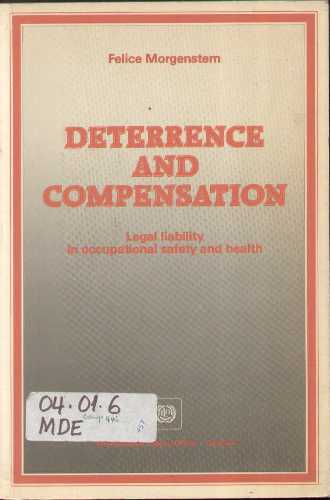 Felice Morgenstern
DETERRENCE
AND
COMPENSATION
Legal liability
in occupational safety and health
04.01.6
MDE